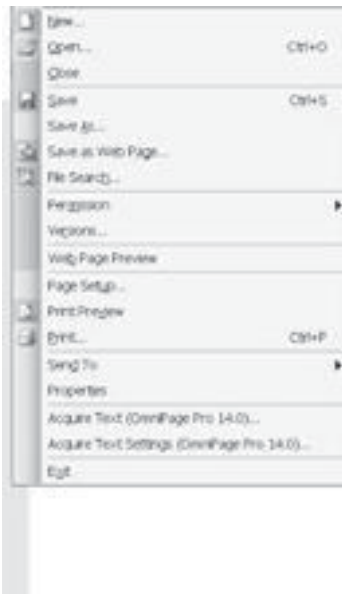 New...
Open... Ctrl+O
Close
Save Ctrl+S
Save As...
Save as Web Page...
File Search...
Permission
Versions...
Web Page Preview
Page Setup...
Print Preview
Print... Ctrl+P
Send To
Properties
Acquire Text (OmniPage Pro 14.0)...
Acquire Text Settings (OmniPage Pro 14.0)...
Exit